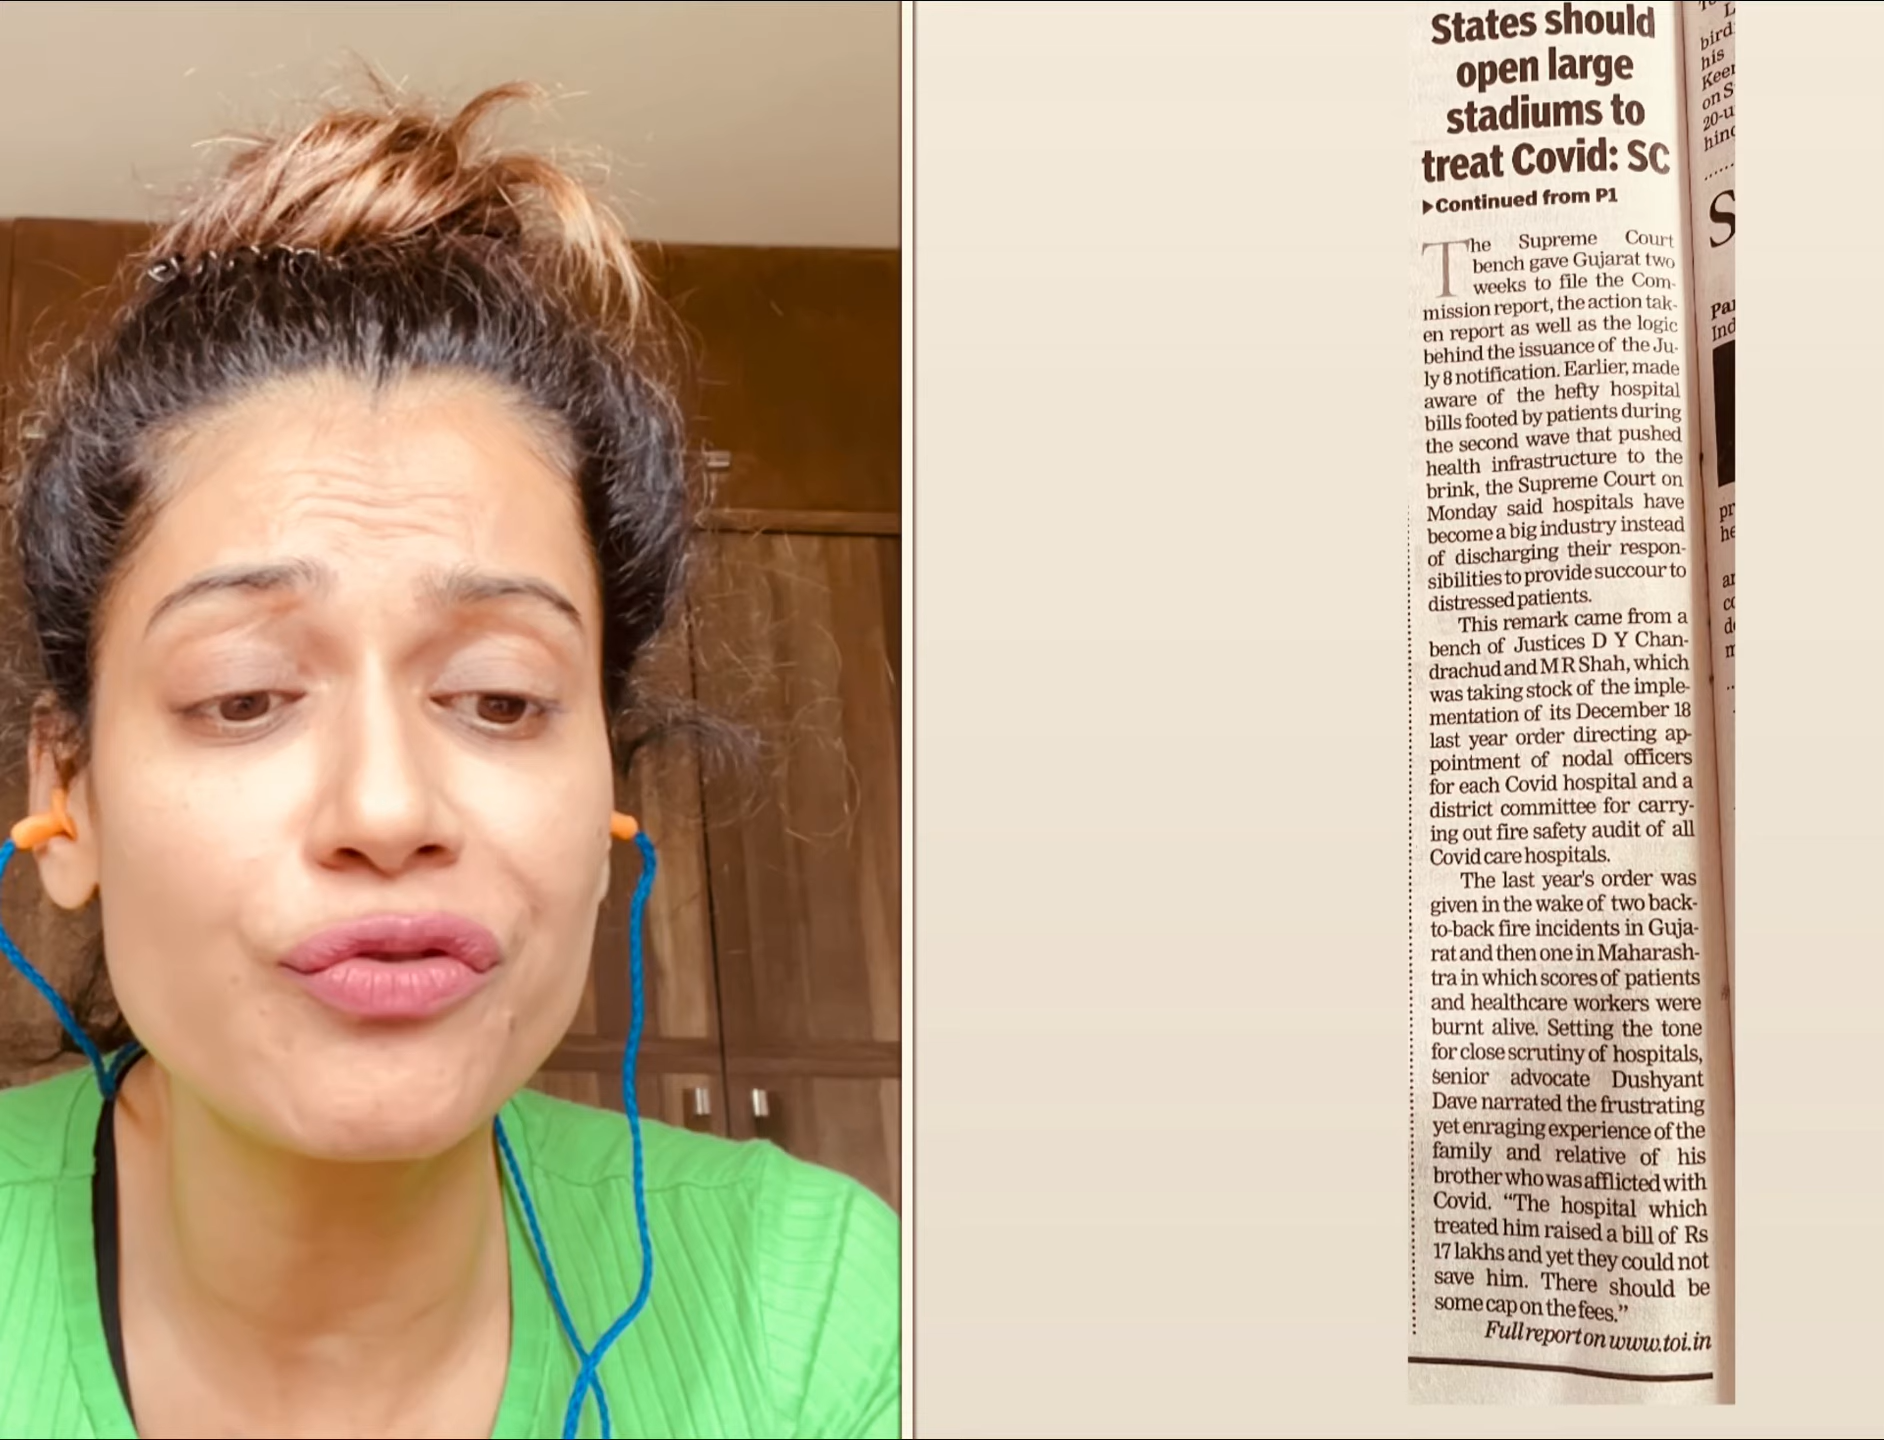 States should
open large
stadiums to
treat Covid: SC
▶Continued from P1
The Supreme Court
bench gave Gujarat two
weeks to file the Com-
mission report, the action tak-
en report as well as the logic
behind the issuance of the Ju-
ly 8 notification. Earlier, made
aware of the hefty hospital
bills footed by patients during
the second wave that pushed
health infrastructure to the
brink, the Supreme Court on
Monday said hospitals have
become a big industry instead
of discharging their respon-
sibilities to provide succour to
distressed patients.
This remark came from a
bench of Justices D Y Chan-
drachud and M R Shah, which
was taking stock of the imple-
mentation of its December 18
last year order directing ap-
pointment of nodal officers
for each Covid hospital and a
district committee for carry-
ing out fire safety audit of all
Covid care hospitals.
The last year's order was
given in the wake of two back-
to-back fire incidents in Guja-
rat and then one in Maharash-
tra in which scores of patients
and healthcare workers were
burnt alive. Setting the tone
for close scrutiny of hospitals,
senior advocate Dushyant
Dave narrated the frustrating
yet enraging experience of the
family and relative of his
brother who was afflicted with
Covid. “The hospital which
treated him raised a bill of Rs
17 lakhs and yet they could not
save him. There should be
some cap on the fees.”
Full report on www.toi.in
bird
his
on S
20-u
S
Ind